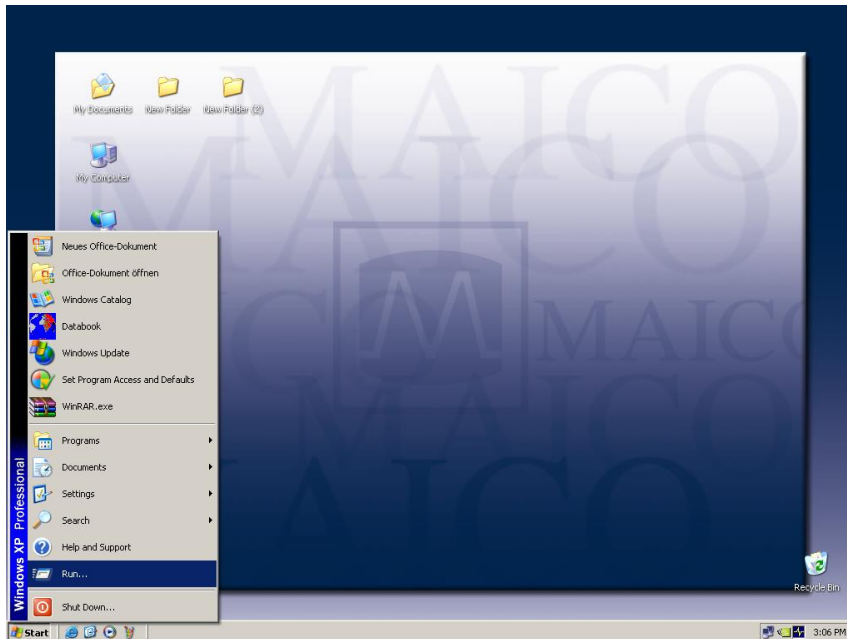 MAICO
MAICO
MAICO
MAICO
MAICO
My Documents
New Folder
New Folder (2)
My Computer
Neues Office-Dokument
Office-Dokument öffnen
Windows Catalog
Databook
Windows Update
Set Program Access and Defaults
WinRAR.exe
Programs
Documents
Settings
Search
Help and Support
Run...
Shut Down...
Windows XP Professional
Recycle Bin
Start
3:06 PM